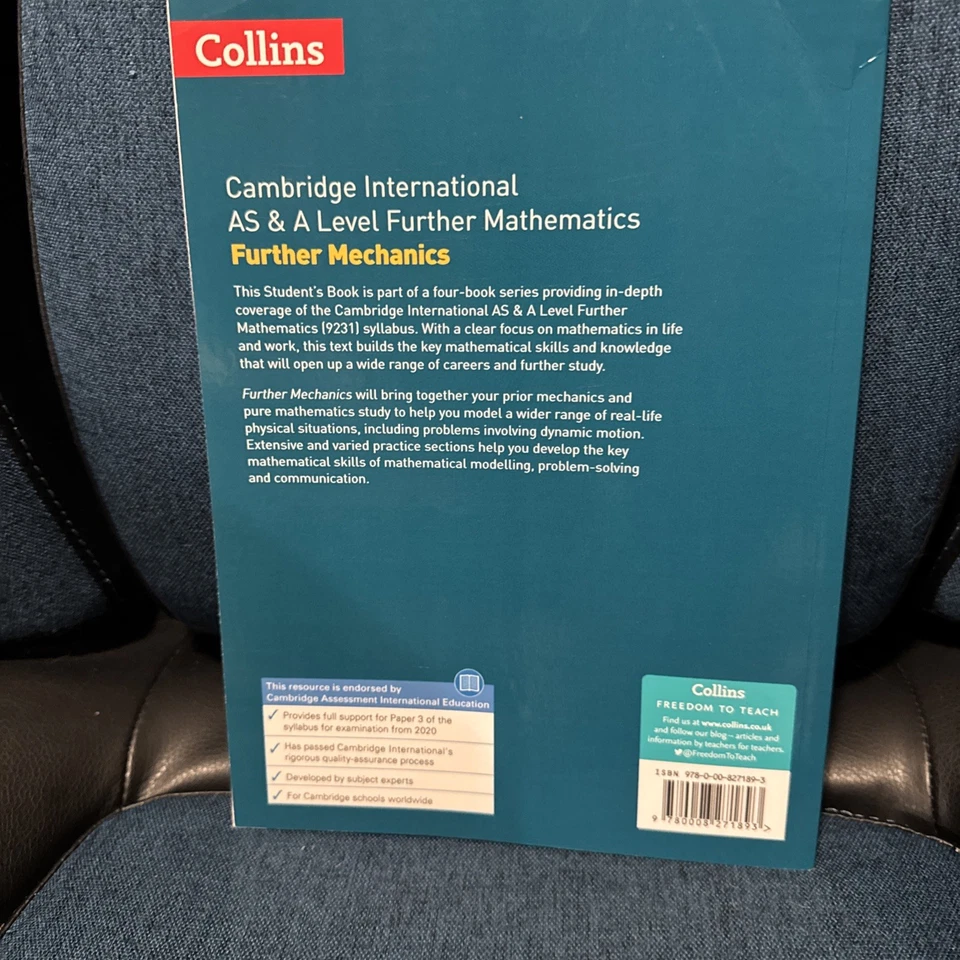 Collins
Cambridge International
AS & A Level Further Mathematics
Further Mechanics
This Student's Book is part of a four-book series providing in-depth
coverage of the Cambridge International AS & A Level Further
Mathematics (9231) syllabus. With a clear focus on mathematics in life
and work, this text builds the key mathematical skills and knowledge
that will open up a wide range of careers and further study.
Further Mechanics will bring together your prior mechanics and
pure mathematics study to help you model a wider range of real-life
physical situations, including problems involving dynamic motion.
Extensive and varied practice sections help you develop the key
mathematical skills of mathematical modelling, problem-solving
and communication.
This resource is endorsed by
Cambridge Assessment International Education
✓ Provides full support for Paper 3 of the
syllabus for examination from 2020
✓ Has passed Cambridge International's
rigorous quality-assurance process
✓ Developed by subject experts
✓ For Cambridge schools worldwide
Collins
FREEDOM TO TEACH
Find us at www.collins.co.uk
and follow our blog – articles and
information by teachers for teachers.
@FreedomToTeach
ISBN 978-0-00-827189-3
9 780008 271893 >